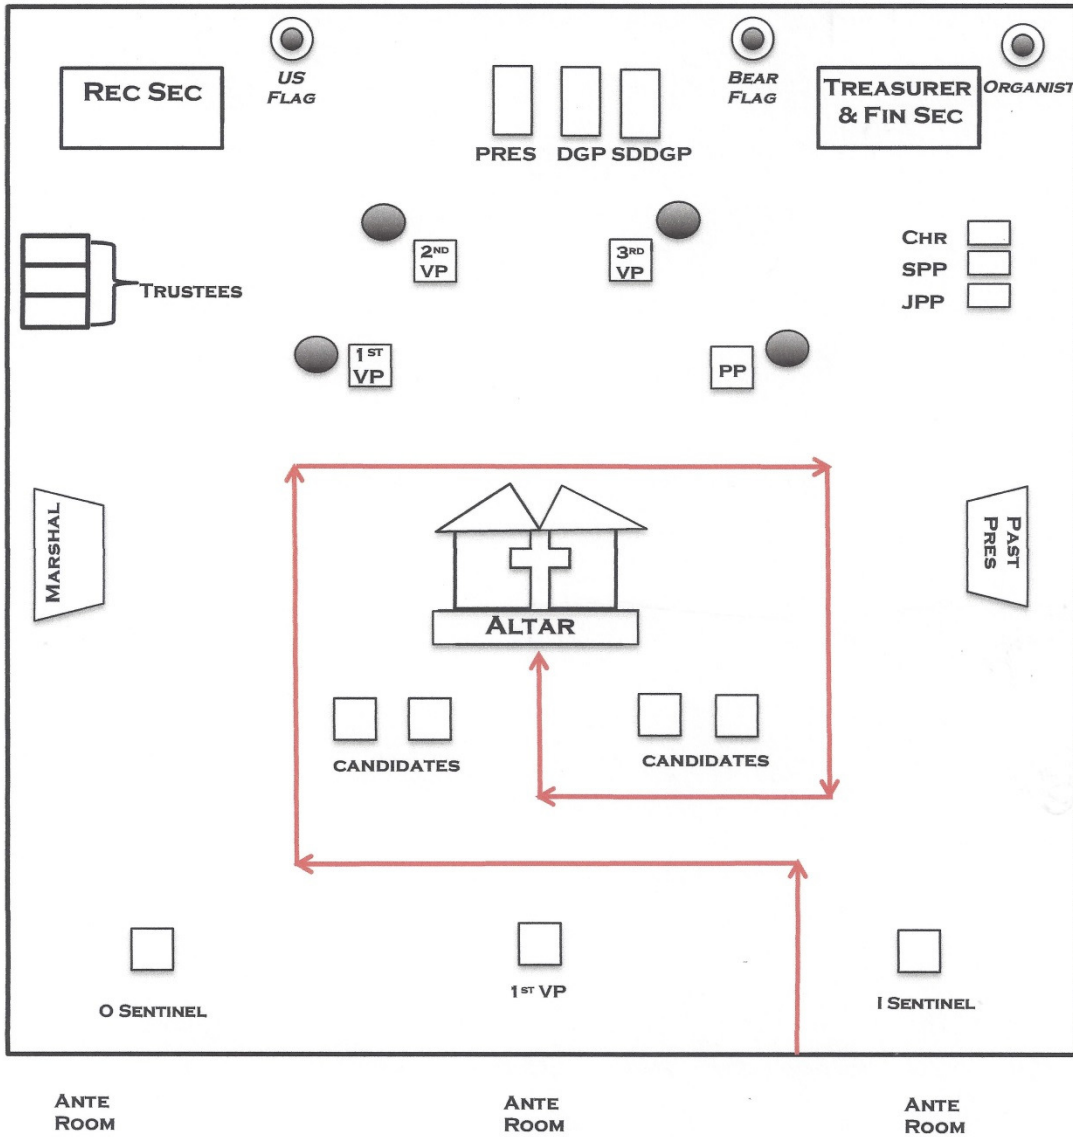 REC SEC
US
FLAG
BEAR
FLAG
TREASURER
& FIN SEC
ORGANIST
PRES
DGP
SDDGP
2ND
VP
3RD
VP
CHR
SPP
JPP
TRUSTEES
1ST
VP
PP
MARSHAL
PAST
PRES
ALTAR
CANDIDATES
CANDIDATES
O SENTINEL
1ST VP
I SENTINEL
ANTE
ROOM
ANTE
ROOM
ANTE
ROOM